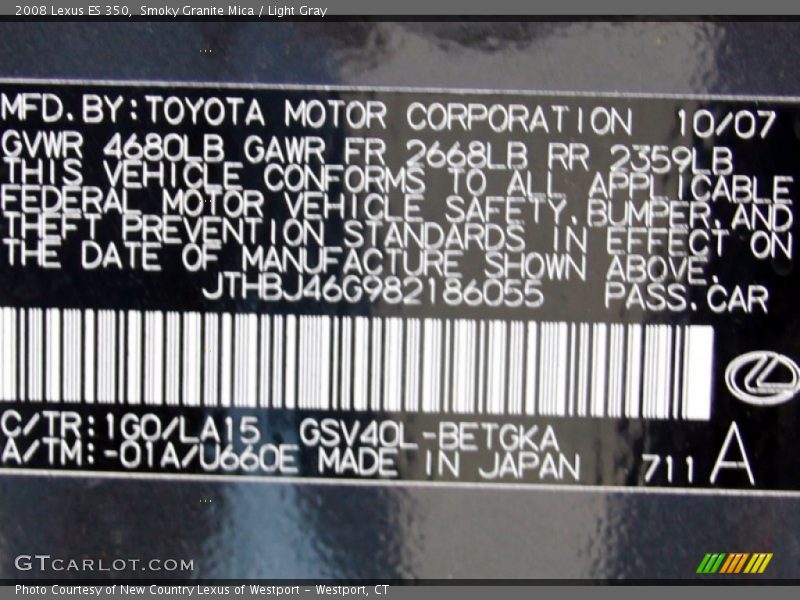 2008 Lexus ES 350,  Smoky Granite Mica / Light Gray
MFD.BY:TOYOTA MOTOR CORPORATION 10/07
GVWR 4680LB GAWR FR 2668LB RR 2359LB
THIS VEHICLE CONFORMS TO ALL APPLICABLE
FEDERAL MOTOR VEHICLE SAFETY,BUMPER,AND
THEFT PREVENTION STANDARDS IN EFFECT ON
THE DATE OF MANUFACTURE SHOWN ABOVE.
JTHBJ46G982186055 PASS.CAR
C/TR:1G0/LA15 GSV40L-BETGKA
A/TM:-01A/U660E MADE IN JAPAN 711 A
GTCARLOT.COM
Photo Courtesy of New Country Lexus of Westport - Westport, CT